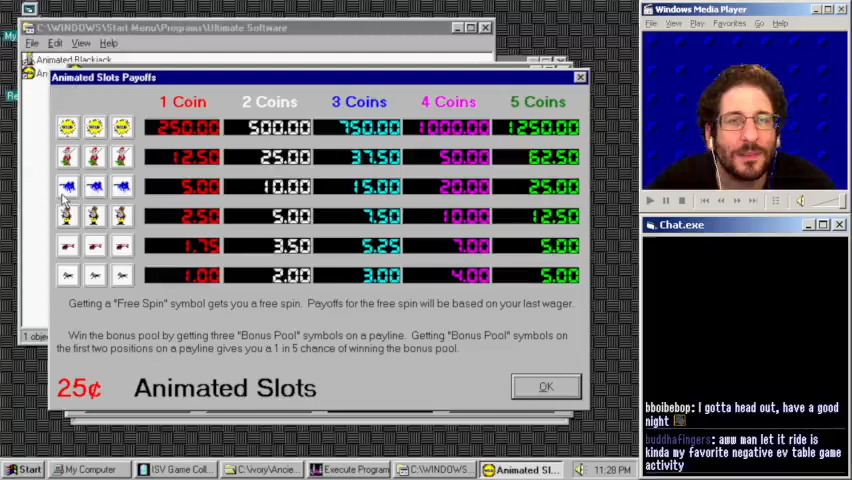 C:\WINDOWS\Start Menu\Programs\Ultimate Software
File Edit View Help
Animated Blackjack
Animated Slots Payoffs
1 Coin 2 Coins 3 Coins 4 Coins 5 Coins
250.00 500.00 750.00 1000.00 1250.00
12.50 25.00 37.50 50.00 62.50
5.00 10.00 15.00 20.00 25.00
2.50 5.00 7.50 10.00 12.50
1.75 3.50 5.25 7.00 5.00
1.00 2.00 3.00 4.00 5.00
Getting a "Free Spin" symbol gets you a free spin. Payoffs for the free spin will be based on your last wager.
Win the bonus pool by getting three "Bonus Pool" symbols on a payline. Getting "Bonus Pool" symbols on
the first two positions on a payline gives you a 1 in 5 chance of winning the bonus pool.
25¢ Animated Slots
OK
Windows Media Player
File View Play Favorites Go Help
Chat.exe
bboibebop: I gotta head out, have a good
night
buddhafingers: aww man let it ride is
kinda my favorite negative ev table game
activity
Start My Computer ISV Game Coll... C:\ivory\Ancie... Execute Program C:\WINDOWS... Animated Sl... 11:28 PM